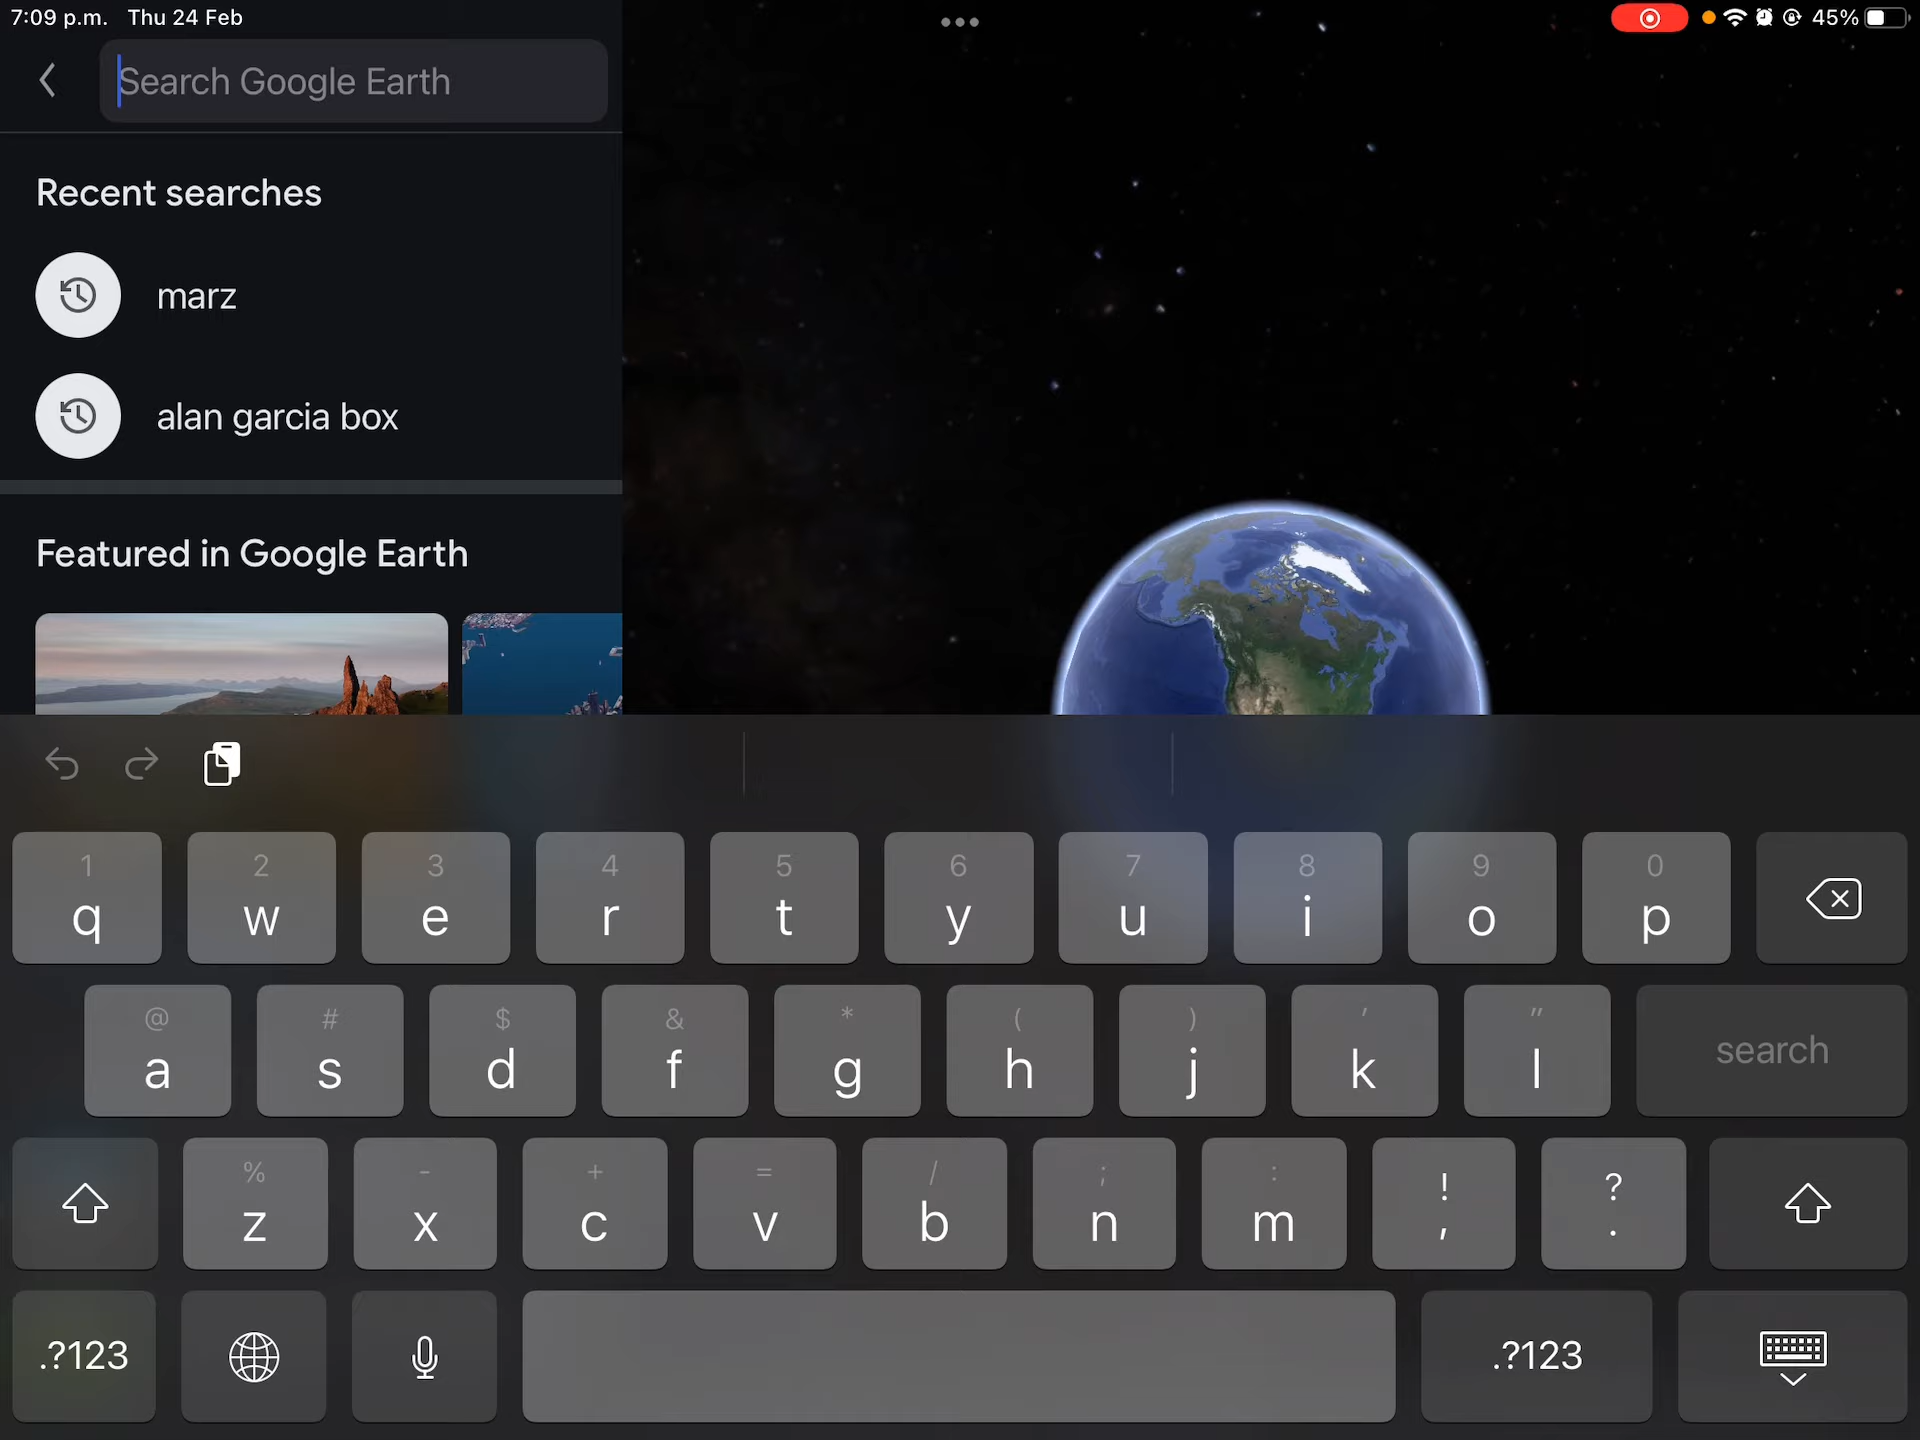 7:09 p.m. Thu 24 Feb
45%
Search Google Earth
Recent searches
marz
alan garcia box
Featured in Google Earth
1 2 3 4 5 6 7 8 9 0
q w e r t y u i o p
@ # $ & * ( ) ' "
a s d f g h j k l search
% - + = / ; : ! ?
z x c v b n m , .
.?123 .?123